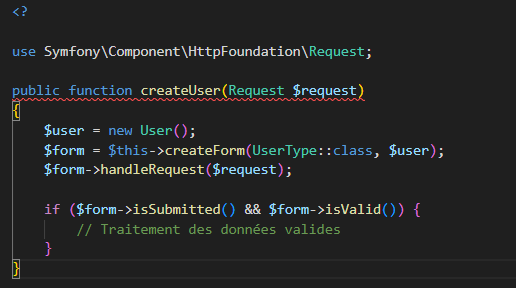 <?
use Symfony\Component\HttpFoundation\Request;
public function createUser(Request $request)
{
    $user = new User();
    $form = $this->createForm(UserType::class, $user);
    $form->handleRequest($request);
    if ($form->isSubmitted() && $form->isValid()) {
        // Traitement des données valides
    }
}